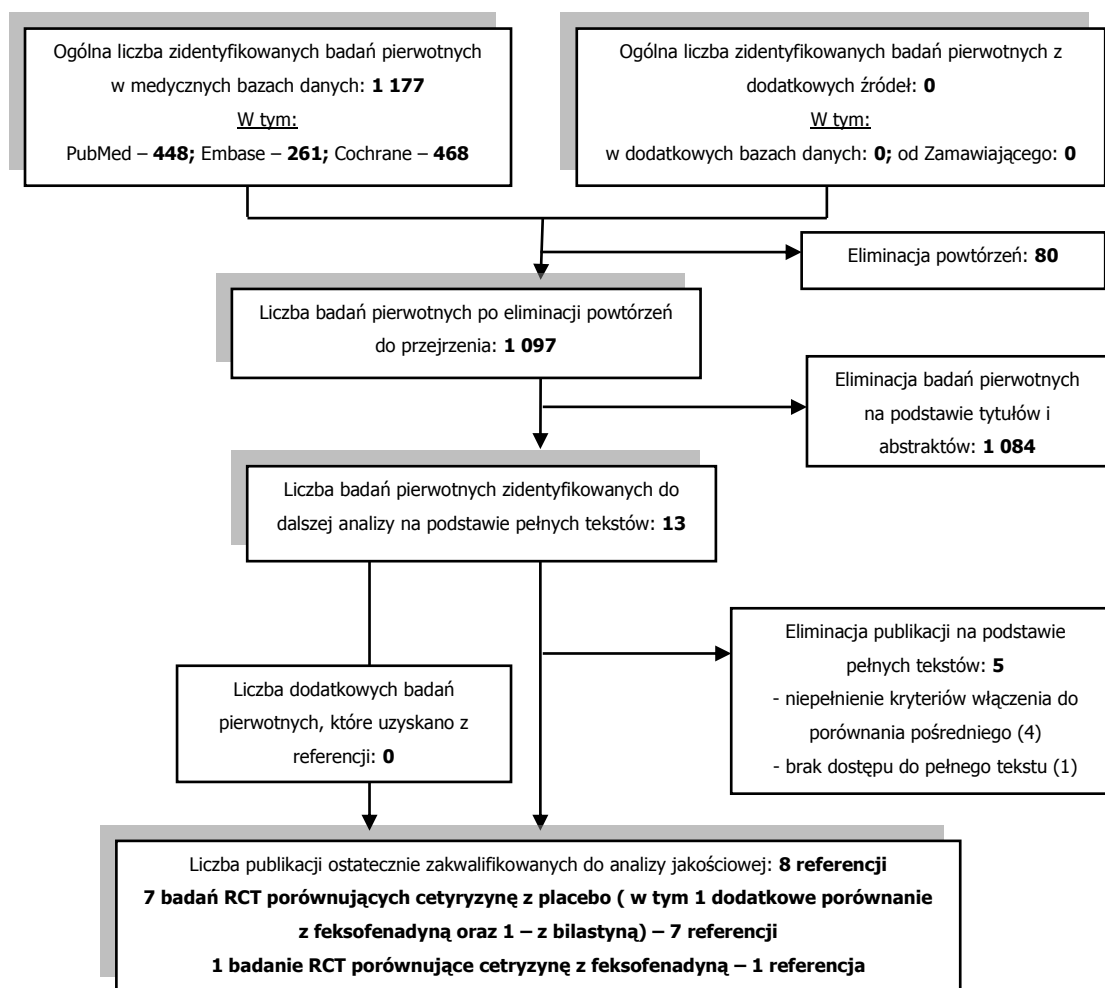 Ogólna liczba zidentyfikowanych badań pierwotnych
w medycznych bazach danych: 1 177
W tym:
PubMed – 448; Embase – 261; Cochrane – 468
Ogólna liczba zidentyfikowanych badań pierwotnych z
dodatkowych źródeł: 0
W tym:
w dodatkowych bazach danych: 0; od Zamawiającego: 0
Eliminacja powtórzeń: 80
Liczba badań pierwotnych po eliminacji powtórzeń
do przejrzenia: 1 097
Eliminacja badań pierwotnych
na podstawie tytułów i
abstraktów: 1 084
Liczba badań pierwotnych zidentyfikowanych do
dalszej analizy na podstawie pełnych tekstów: 13
Eliminacja publikacji na podstawie
pełnych tekstów: 5
- niepełnienie kryteriów włączenia do
porównania pośredniego (4)
- brak dostępu do pełnego tekstu (1)
Liczba dodatkowych badań
pierwotnych, które uzyskano z
referencji: 0
Liczba publikacji ostatecznie zakwalifikowanych do analizy jakościowej: 8 referencji
7 badań RCT porównujących cetyryzynę z placebo ( w tym 1 dodatkowe porównanie
z feksofenadyną oraz 1 – z bilastyną) – 7 referencji
1 badanie RCT porównujące cetryzynę z feksofenadyną – 1 referencja